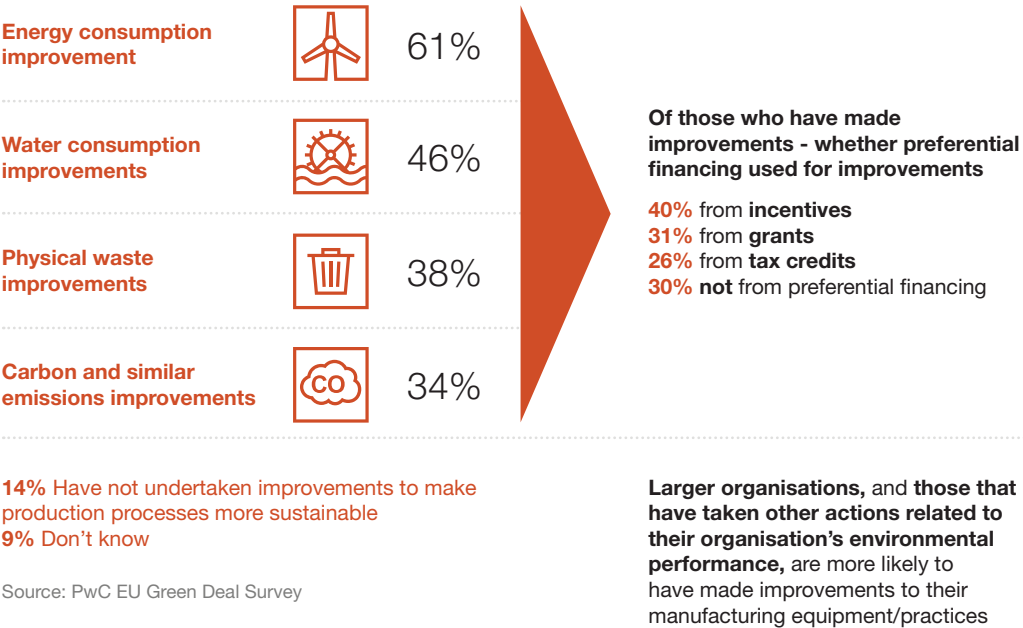 Energy consumption
improvement
61%
Water consumption
improvements
46%
Physical waste
improvements
38%
Carbon and similar
emissions improvements
CO
34%
Of those who have made
improvements - whether preferential
financing used for improvements
40% from incentives
31% from grants
26% from tax credits
30% not from preferential financing
14% Have not undertaken improvements to make
production processes more sustainable
9% Don’t know
Source: PwC EU Green Deal Survey
Larger organisations, and those that
have taken other actions related to
their organisation’s environmental
performance, are more likely to
have made improvements to their
manufacturing equipment/practices